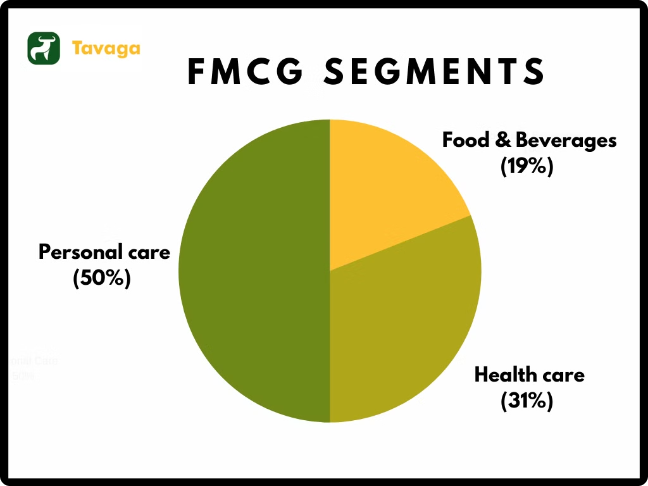 Tavaga
FMCG SEGMENTS
Food & Beverages
(19%)
Personal care
(50%)
Health care
(31%)